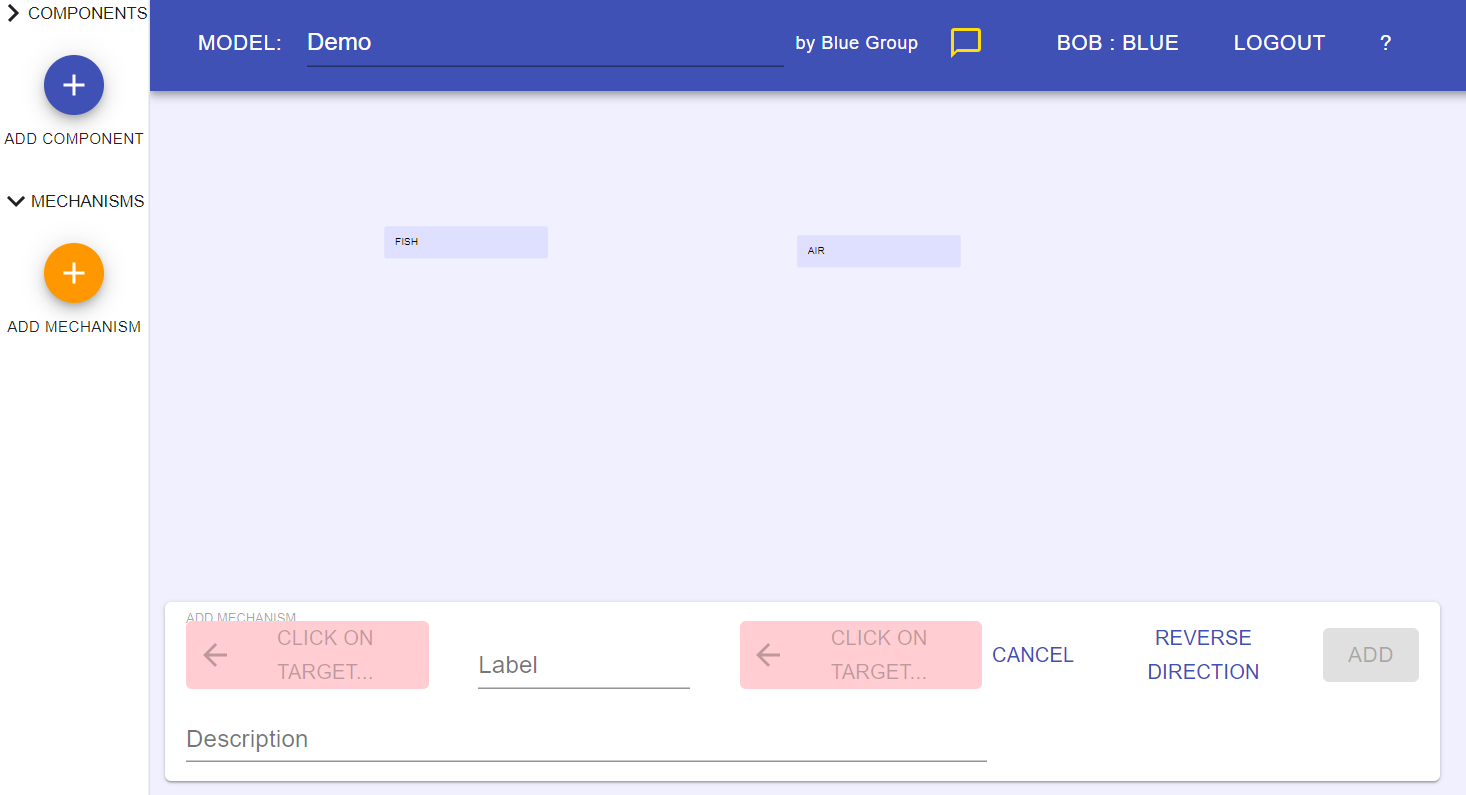 COMPONENTS
ADD COMPONENT
MECHANISMS
ADD MECHANISM
MODEL: Demo by Blue Group BOB : BLUE LOGOUT ?
FISH
AIR
ADD MECHANISM
CLICK ON
TARGET...
Label
CLICK ON
TARGET...
CANCEL
REVERSE
DIRECTION
ADD
Description